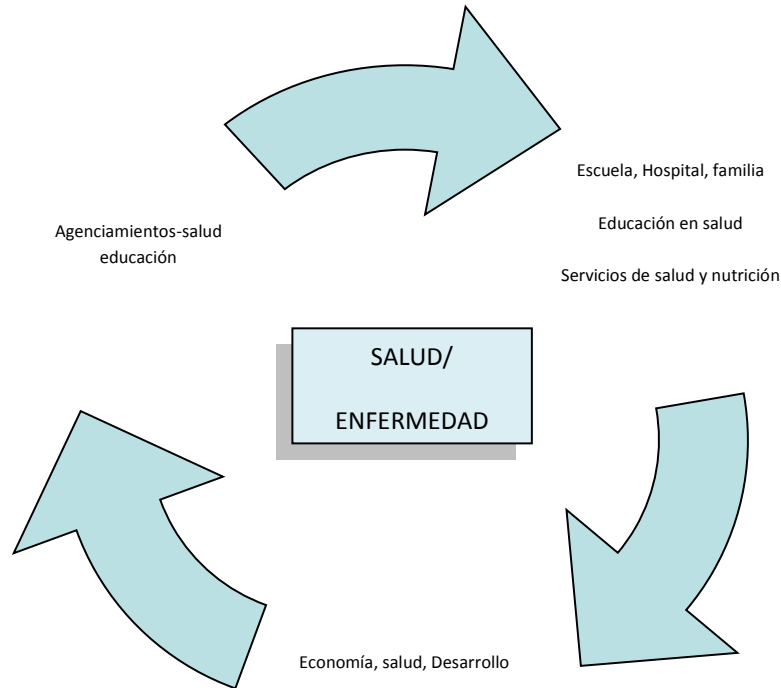 Escuela, Hospital, familia
Educación en salud
Servicios de salud y nutrición
Agenciamientos-salud
educación
SALUD/
ENFERMEDAD
Economía, salud, Desarrollo